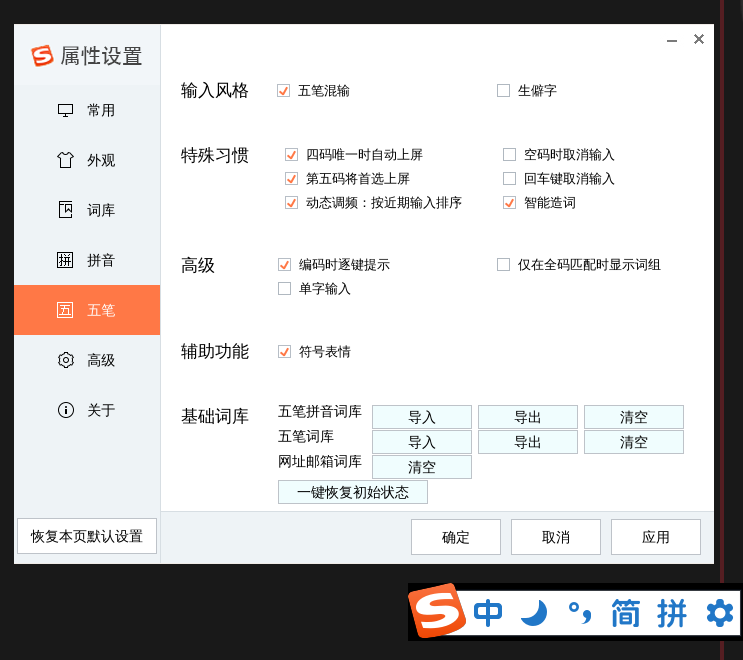 属性设置
常用
外观
词库
拼音
五笔
高级
关于
恢复本页默认设置
输入风格 五笔混输 生僻字
特殊习惯 四码唯一时自动上屏 空码时取消输入
第五码将首选上屏 回车键取消输入
动态调频：按近期输入排序 智能造词
高级 编码时逐键提示 仅在全码匹配时显示词组
单字输入
辅助功能 符号表情
基础词库 五笔拼音词库 导入 导出 清空
五笔词库 导入 导出 清空
网址邮箱词库 清空
一键恢复初始状态
确定 取消 应用
中 简 拼